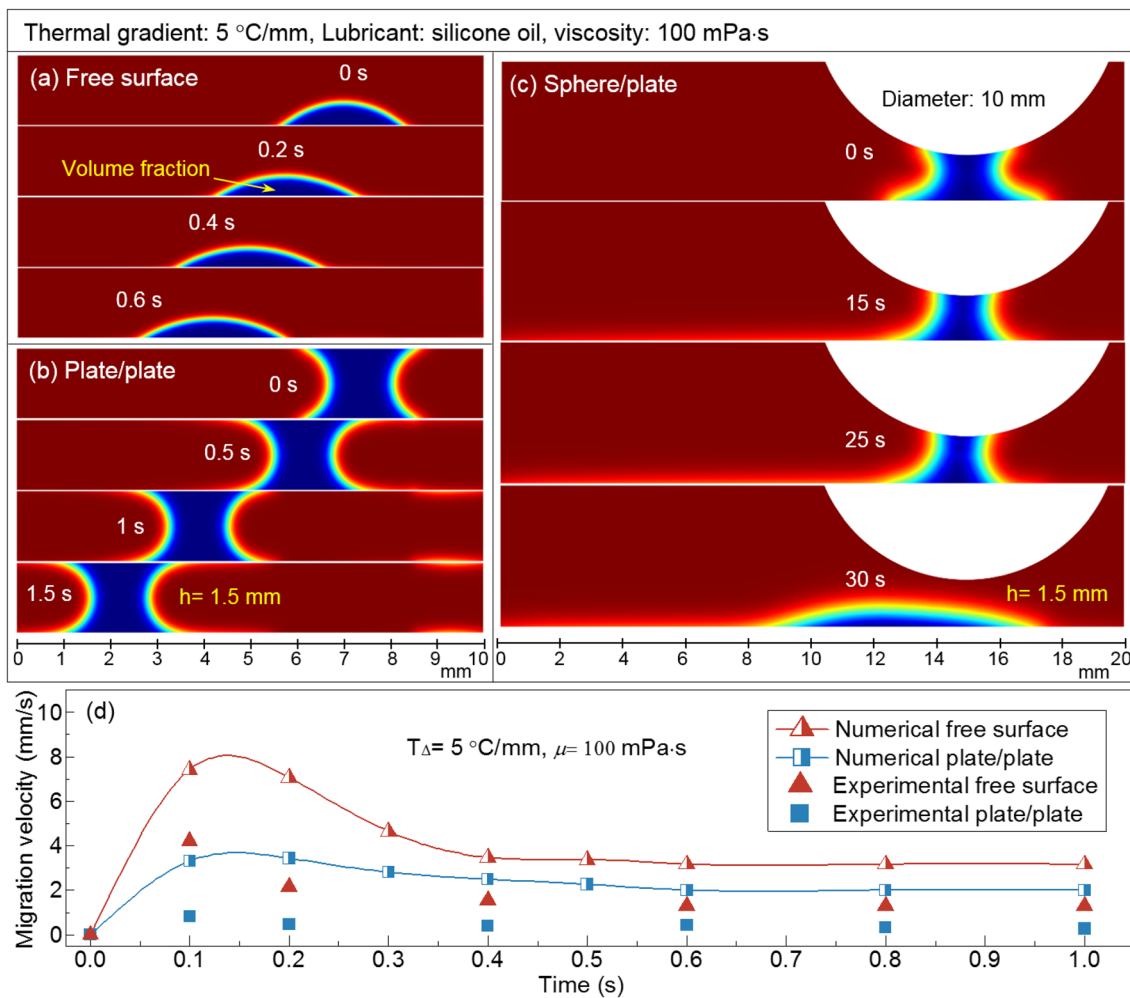 Thermal gradient: 5 °C/mm, Lubricant: silicone oil, viscosity: 100 mPa·s
(a) Free surface
0 s
0.2 s
Volume fraction
0.4 s
0.6 s
(b) Plate/plate
0 s
0.5 s
1 s
1.5 s
h= 1.5 mm
0 1 2 3 4 5 6 7 8 9 10
mm
(c) Sphere/plate
Diameter: 10 mm
0 s
15 s
25 s
30 s
h= 1.5 mm
0 2 4 6 8 10 12 14 16 18 20
mm
(d)
T∆= 5 °C/mm, μ= 100 mPa·s
Numerical free surface
Numerical plate/plate
Experimental free surface
Experimental plate/plate
Migration velocity (mm/s)
10
8
6
4
2
0
0.0 0.1 0.2 0.3 0.4 0.5 0.6 0.7 0.8 0.9 1.0
Time (s)